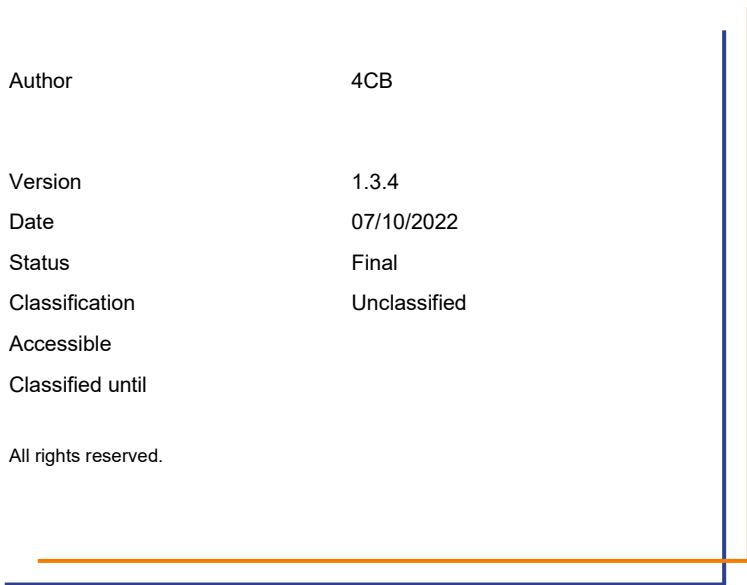 Author 4CB
Version 1.3.4
Date 07/10/2022
Status Final
Classification Unclassified
Accessible
Classified until
All rights reserved.